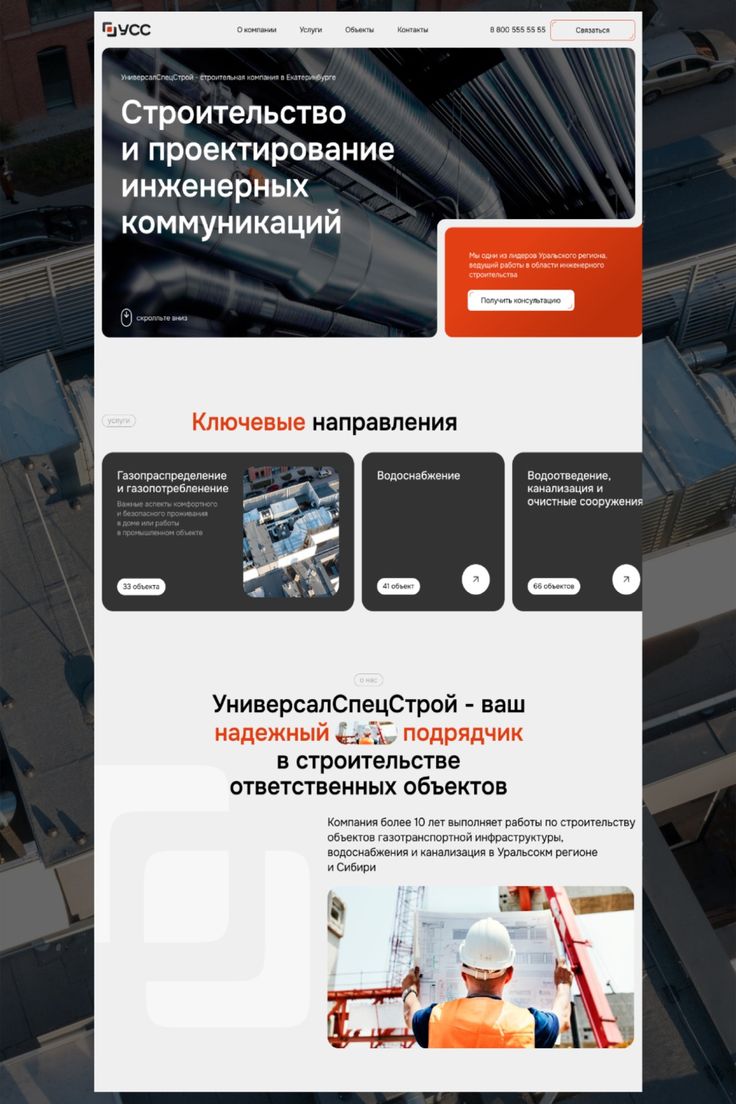 УСС
О компании
Услуги
Объекты
Контакты
8 800 555 55 55
Связаться
УниверсалСпецСтрой - строительная компания в Екатеринбурге
Строительство
и проектирование
инженерных
коммуникаций
скролльте вниз
Мы одни из лидеров Уральского региона,
ведущий работы в области инженерного
строительства
Получить консультацию
услуги
Ключевые направления
Газопраспределение
и газопотребленение
Важные аспекты комфортного
и безопасного проживания
в доме или работы
в промышленном объекте
33 объекта
Водоснабжение
41 объект
Водоотведение,
канализация и
очистные сооружения
66 объектов
о нас
УниверсалСпецСтрой - ваш
надежный подрядчик
в строительстве
ответственных объектов
Компания более 10 лет выполняет работы по строительству
объектов газотранспортной инфраструктуры,
водоснабжения и канализация в Уральсокм регионе
и Сибири